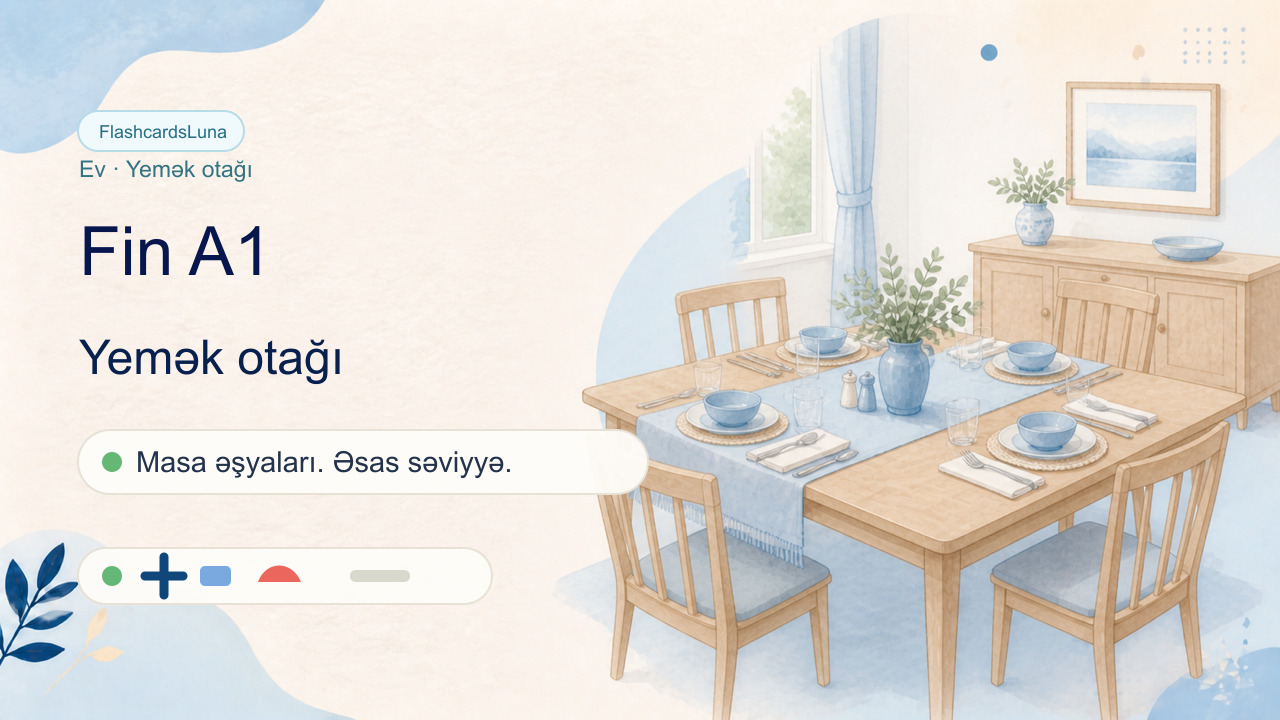 FlashcardsLuna
Ev · Yemək otağı
Fin A1
Yemək otağı
Masa əşyaları. Əsas səviyyə.